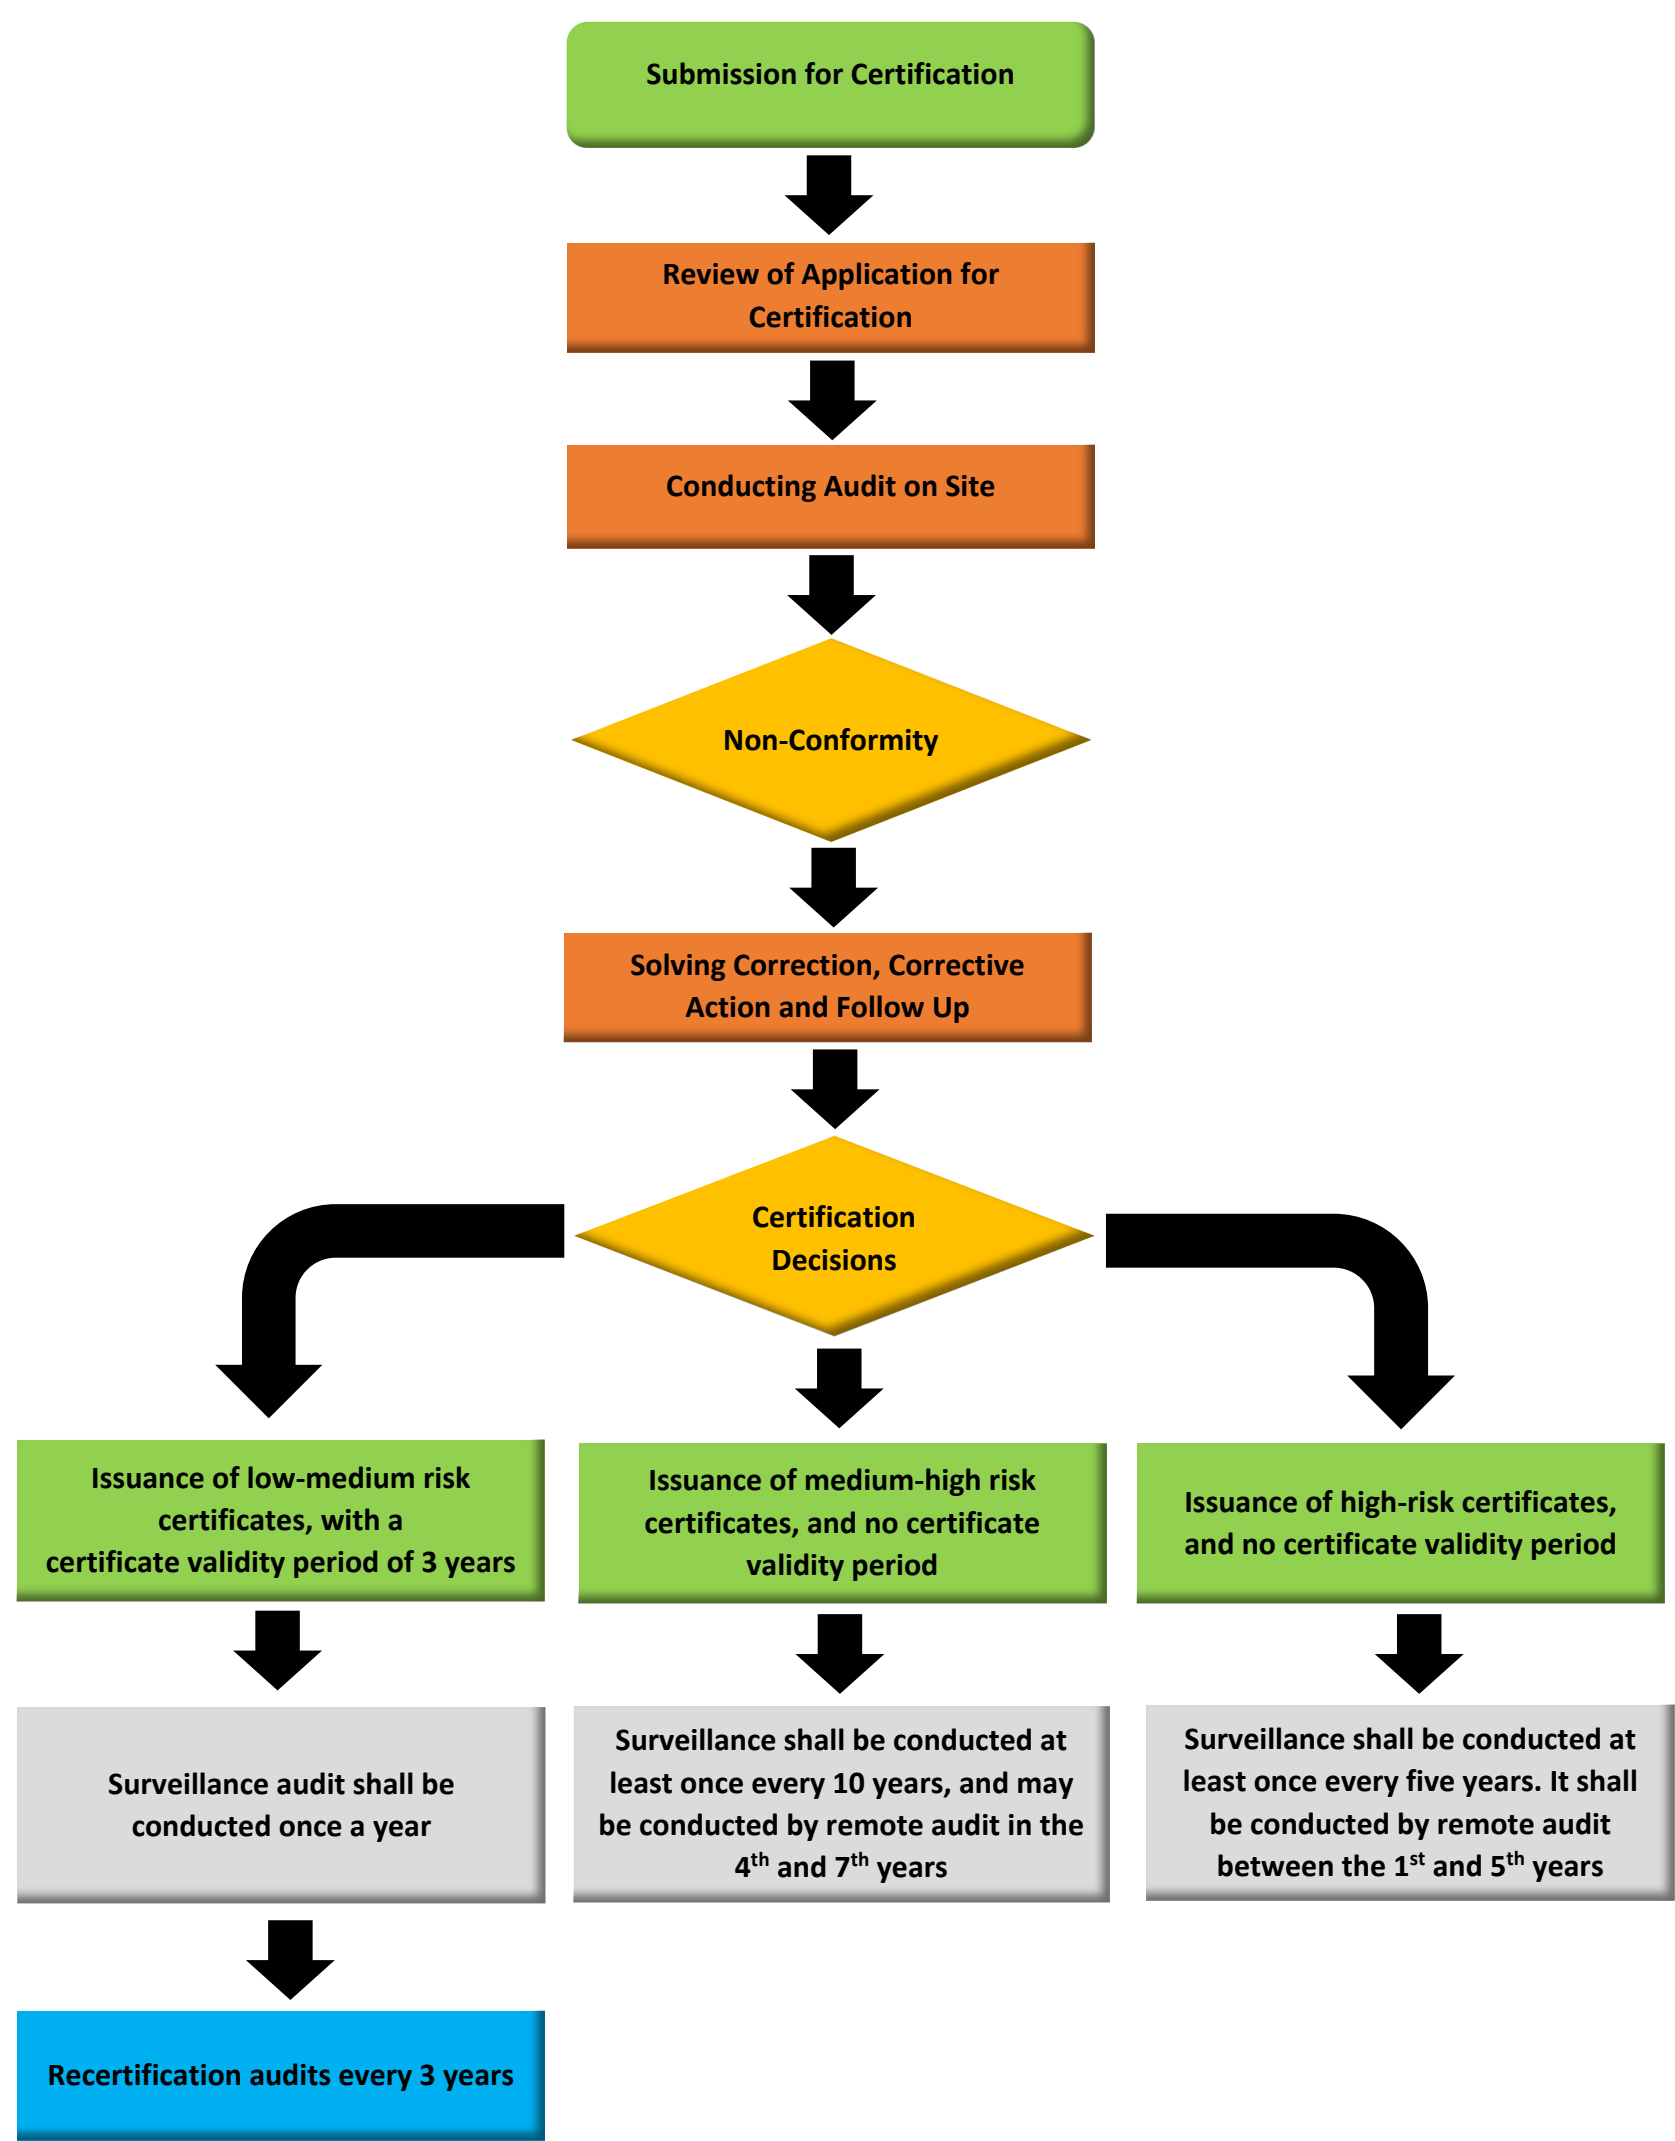 Submission for Certification
Review of Application for
Certification
Conducting Audit on Site
Non-Conformity
Solving Correction, Corrective
Action and Follow Up
Certification
Decisions
Issuance of low-medium risk
certificates, with a
certificate validity period of 3 years
Issuance of medium-high risk
certificates, and no certificate
validity period
Issuance of high-risk certificates,
and no certificate validity period
Surveillance audit shall be
conducted once a year
Surveillance shall be conducted at
least once every 10 years, and may
be conducted by remote audit in the
4th and 7th years
Surveillance shall be conducted at
least once every five years. It shall
be conducted by remote audit
between the 1st and 5th years
Recertification audits every 3 years